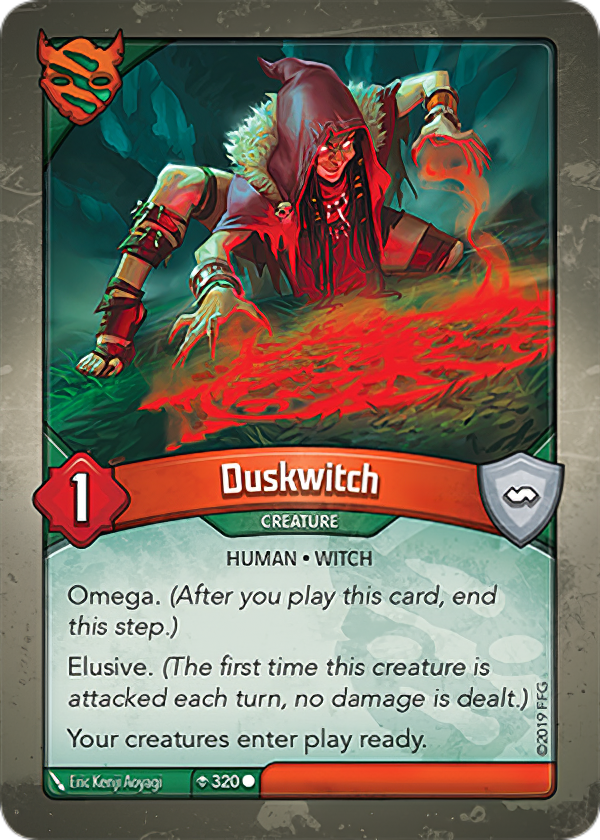 1
Duskwitch
CREATURE
HUMAN • WITCH
Omega. (After you play this card, end
this step.)
Elusive. (The first time this creature is
attacked each turn, no damage is dealt.)
Your creatures enter play ready.
©2019 FFG
Eric Kenji Aoyagi
320